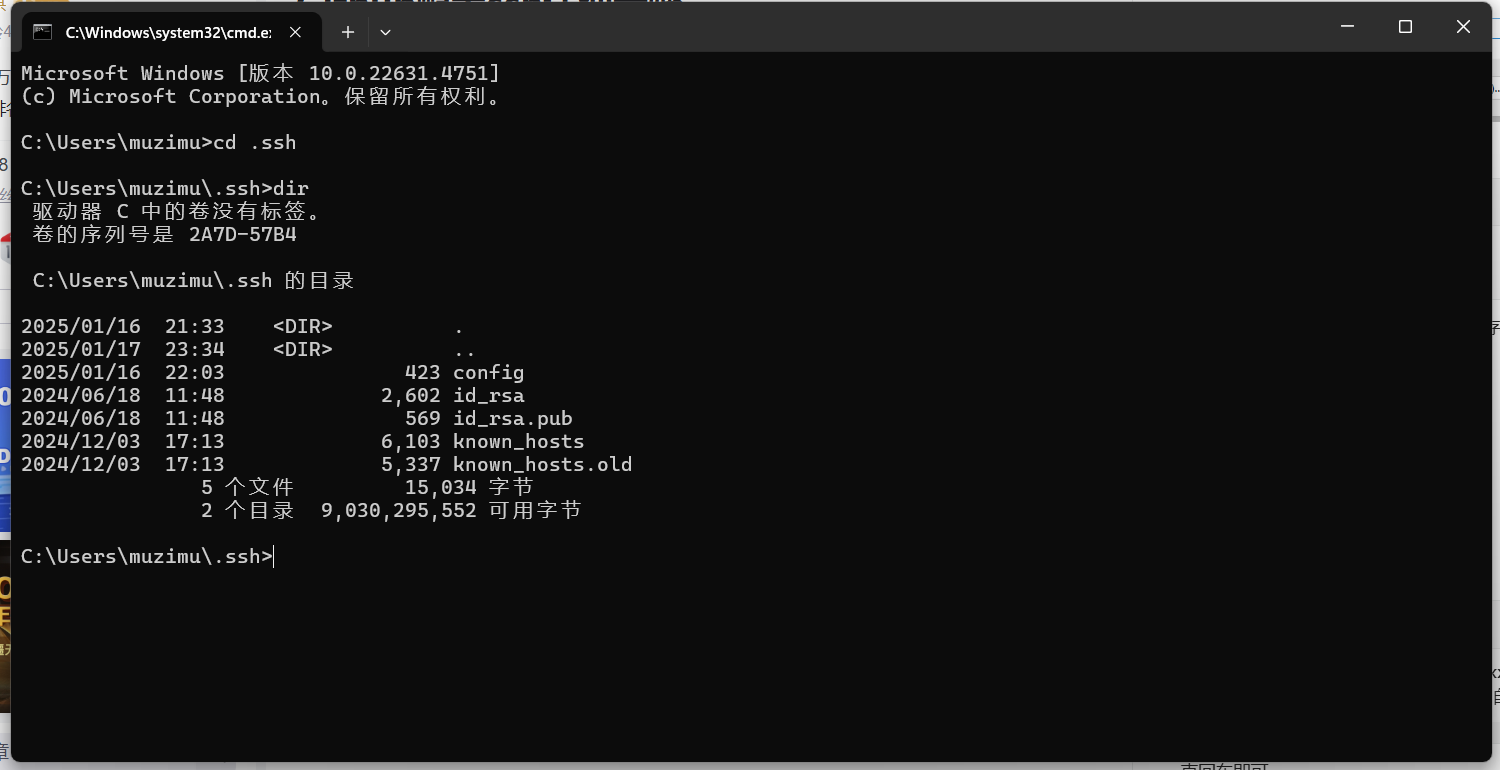 C:\Windows\system32\cmd.e
Microsoft Windows [版本 10.0.22631.4751]
(c) Microsoft Corporation。保留所有权利。
C:\Users\muzimu>cd .ssh
C:\Users\muzimu\.ssh>dir
驱动器 C 中的卷没有标签。
卷的序列号是 2A7D-57B4
C:\Users\muzimu\.ssh 的目录
2025/01/16  21:33    <DIR>          .
2025/01/17  23:34    <DIR>          ..
2025/01/16  22:03               423 config
2024/06/18  11:48             2,602 id_rsa
2024/06/18  11:48               569 id_rsa.pub
2024/12/03  17:13             6,103 known_hosts
2024/12/03  17:13             5,337 known_hosts.old
5 个文件         15,034 字节
2 个目录  9,030,295,552 可用字节
C:\Users\muzimu\.ssh>